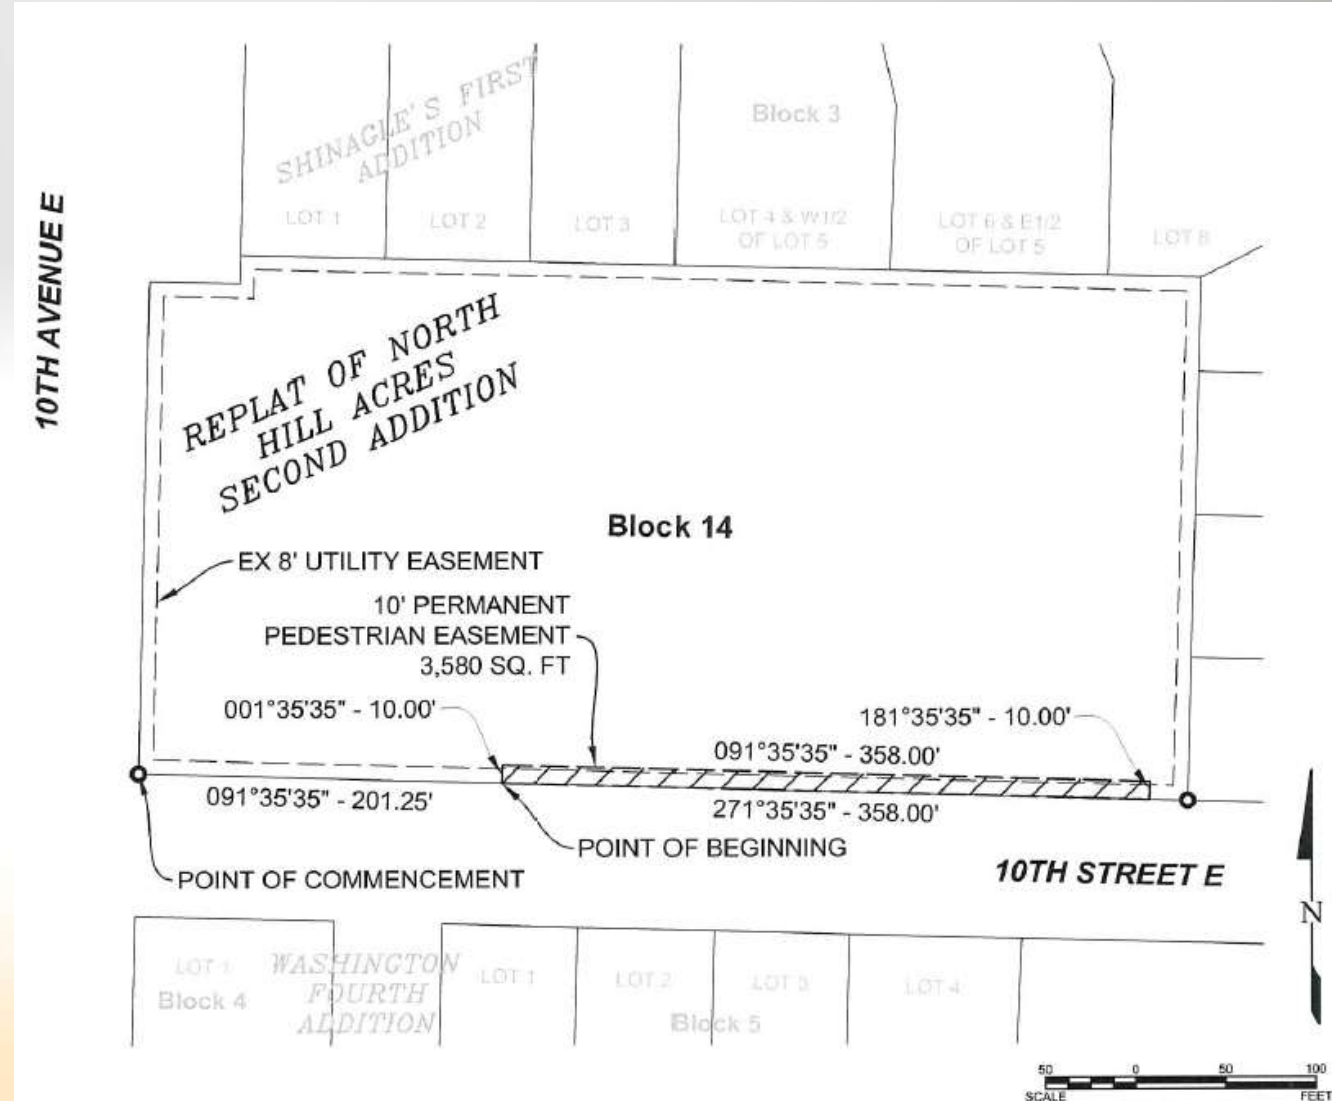 SHINAGLE'S FIRST
ADDITION
Block 3
LOT 1
LOT 2
LOT 3
LOT 4 & W1/2
OF LOT 5
LOT 6 & E1/2
OF LOT 5
LOT 8
10TH AVENUE E
REPLAT OF NORTH
HILL ACRES
SECOND ADDITION
Block 14
EX 8' UTILITY EASEMENT
10' PERMANENT
PEDESTRIAN EASEMENT
3,580 SQ. FT
001°35'35" - 10.00'
181°35'35" - 10.00'
091°35'35" - 358.00'
091°35'35" - 201.25'
271°35'35" - 358.00'
POINT OF BEGINNING
POINT OF COMMENCEMENT
10TH STREET E
N
LOT 1
Block 4
WASHINGTON
FOURTH
ADDITION
LOT 1
LOT 2
LOT 3
LOT 4
Block 5
50 0 50 100
SCALE FEET